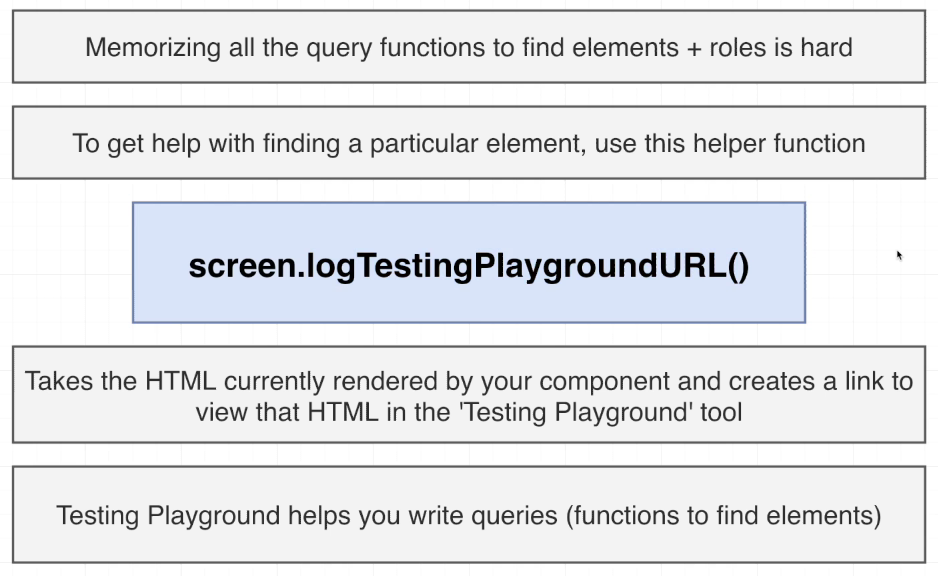 Memorizing all the query functions to find elements + roles is hard
To get help with finding a particular element, use this helper function
screen.logTestingPlaygroundURL()
Takes the HTML currently rendered by your component and creates a link to
view that HTML in the 'Testing Playground' tool
Testing Playground helps you write queries (functions to find elements)